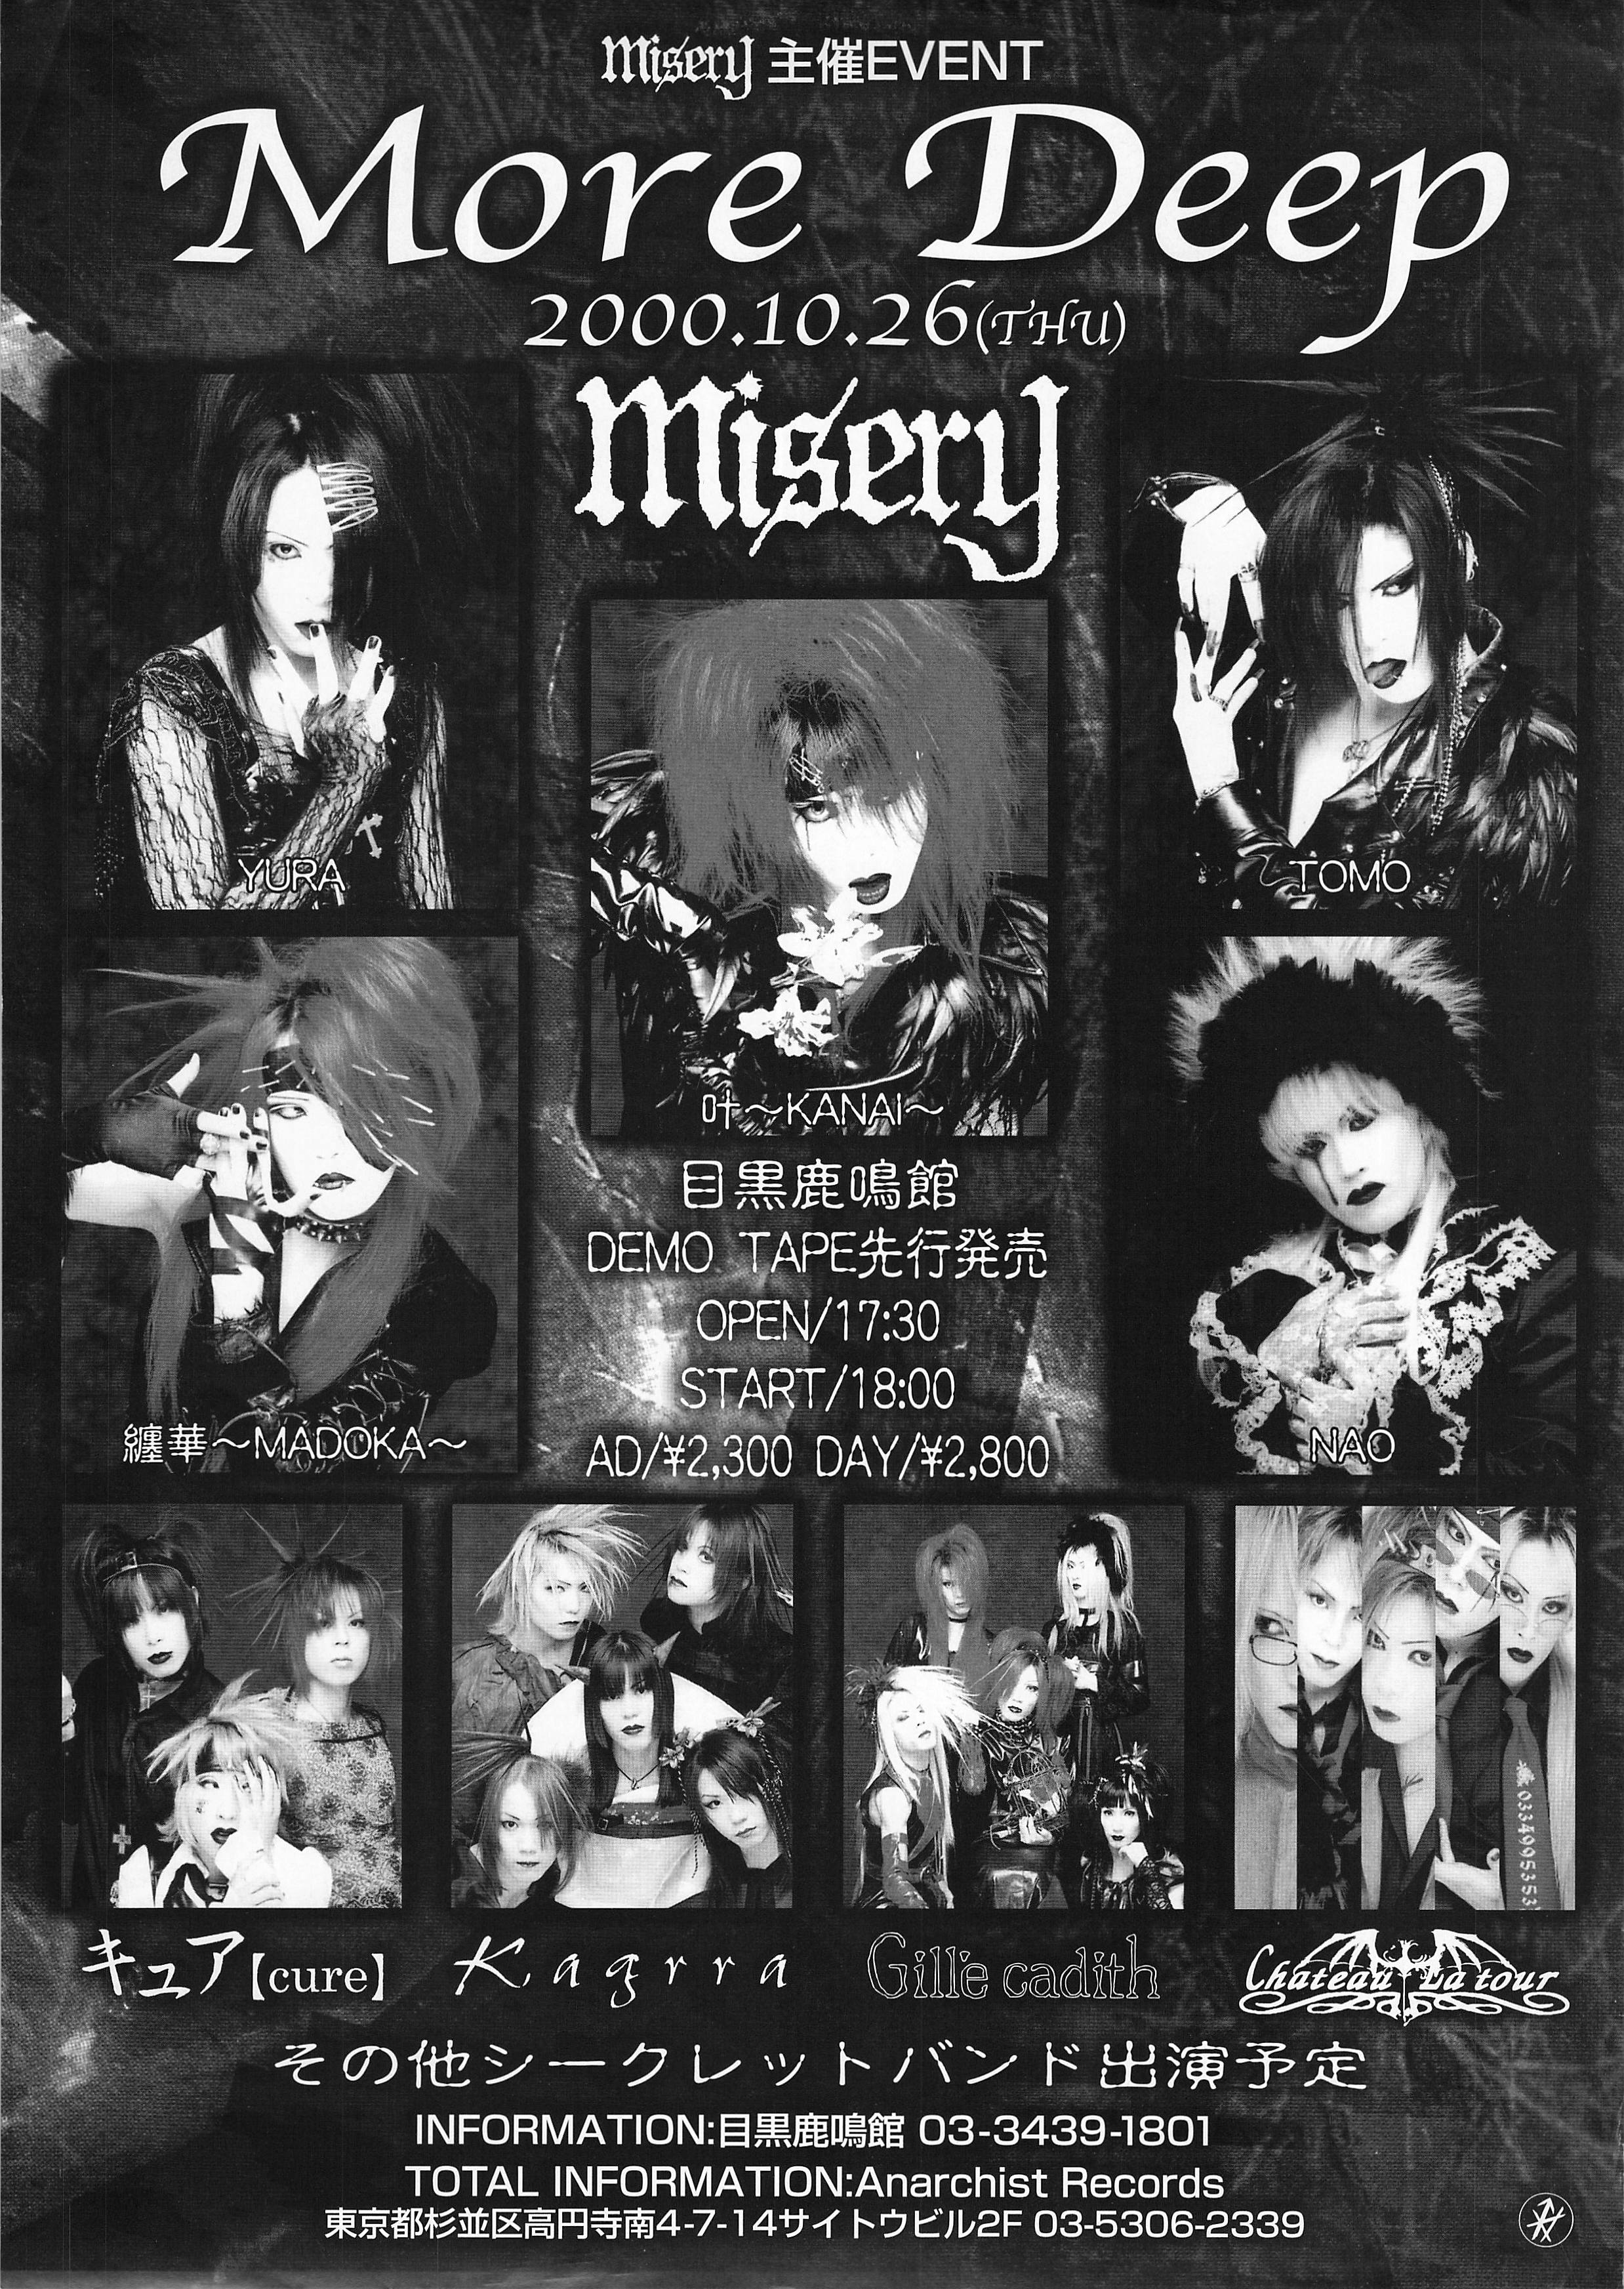 Misery 主催EVENT
More Deep
2000.10.26(THU)
Misery
YURA
TOMO
叶～KANAI～
目黒鹿鳴館
DEMO TAPE先行発売
OPEN/17:30
START/18:00
AD/¥2,300 DAY/¥2,800
纏華～MADOKA～
NAO
0334995353
キュア【cure】
Kagrra
Gille cadith
Chateau La tour
その他シークレットバンド出演予定
INFORMATION:目黒鹿鳴館 03-3439-1801
TOTAL INFORMATION:Anarchist Records
東京都杉並区高円寺南4-7-14サイトウビル2F 03-5306-2339